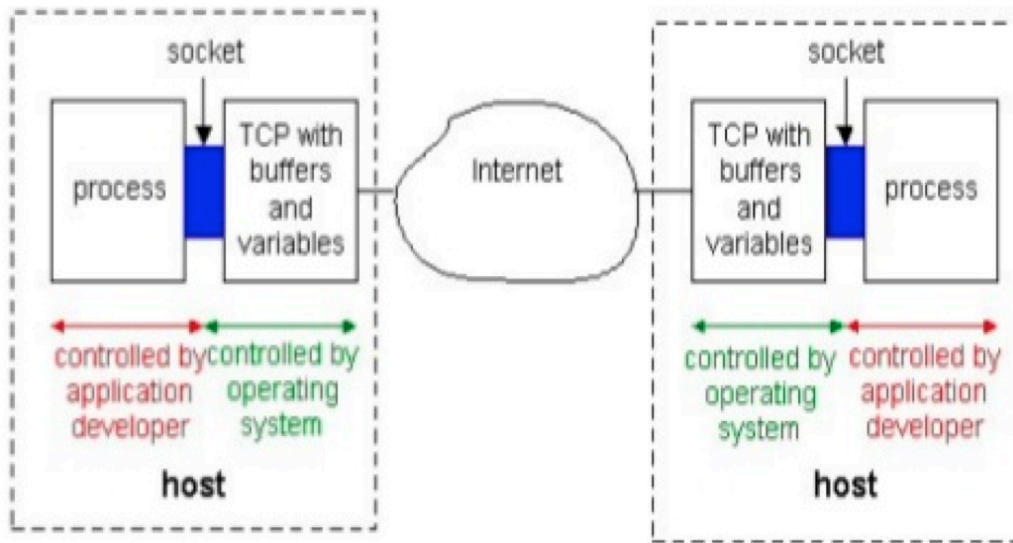 socket
process
TCP with
buffers
and
variables
controlled by
application
developer
controlled by
operating
system
host
Internet
socket
TCP with
buffers
and
variables
process
controlled by
operating
system
controlled by
application
developer
host